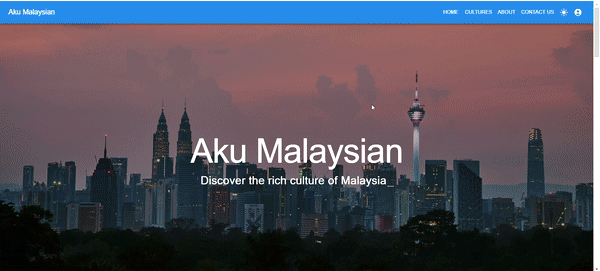 Aku Malaysian
HOME CULTURES ABOUT CONTACT US
Aku Malaysian
Discover the rich culture of Malaysia_